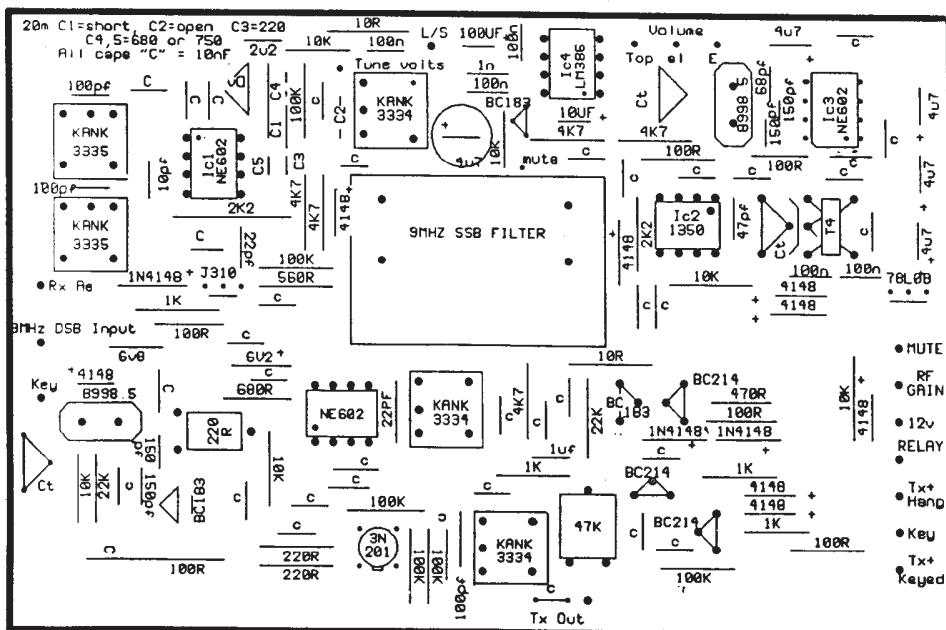 20m C1=short, C2=open C3=220
C4,5=680 or 750
All cape "C" = 10nF
2u2
10R
10K
100n
L/S
100UF
100n
Ic4
LM386
Volume
Top el
E
4u7
c
Tune volts
1n
100n
BC183
10UF
4K7
4K7
Ct
8998.5
68pf
150pf
150pf
Ic3
NE602
4u7
100pf
c
C
C
D
C4
C1
100K
c
C2
KANK
3334
4u7
10K
mute
c
100R
100R
c
c
4u7
KANK
3335
Ic1
NE602
C5
C3
10pf
100pf
2K2
4K7
4K7
4148
c
9MHZ SSB FILTER
c
c
4148
2K2
Ic2
1350
47pf
Ct
T4
c
4u7
KANK
3335
C
22pf
100K
560R
10K
100n
100n
78L08
Rx Ae
1N4148
J310
1K
c
c
c
4148
4148
100R
c
9MHz DSB Input
6v8
6V2
10R
MUTE
Key
4148
8998.5
C
c
680R
c
NE602
22PF
KANK
3334
c
4K7
22K
BC
183
BC214
470R
100R
10K
4148
RF
GAIN
12v
RELAY
220
R
1N4148
1N4148
Ct
10K
22K
c
150
pf
150pf
BC183
c
10K
c
c
1uf
1K
c
BC214
1K
4148
4148
Tx+
Hand
100K
c
c
3N
201
c
KANK
3334
47K
c
c
BC214
1K
Key
C
100R
220R
220R
100K
100K
100pf
100K
100R
Tx+
Keyed
c
Tx Out